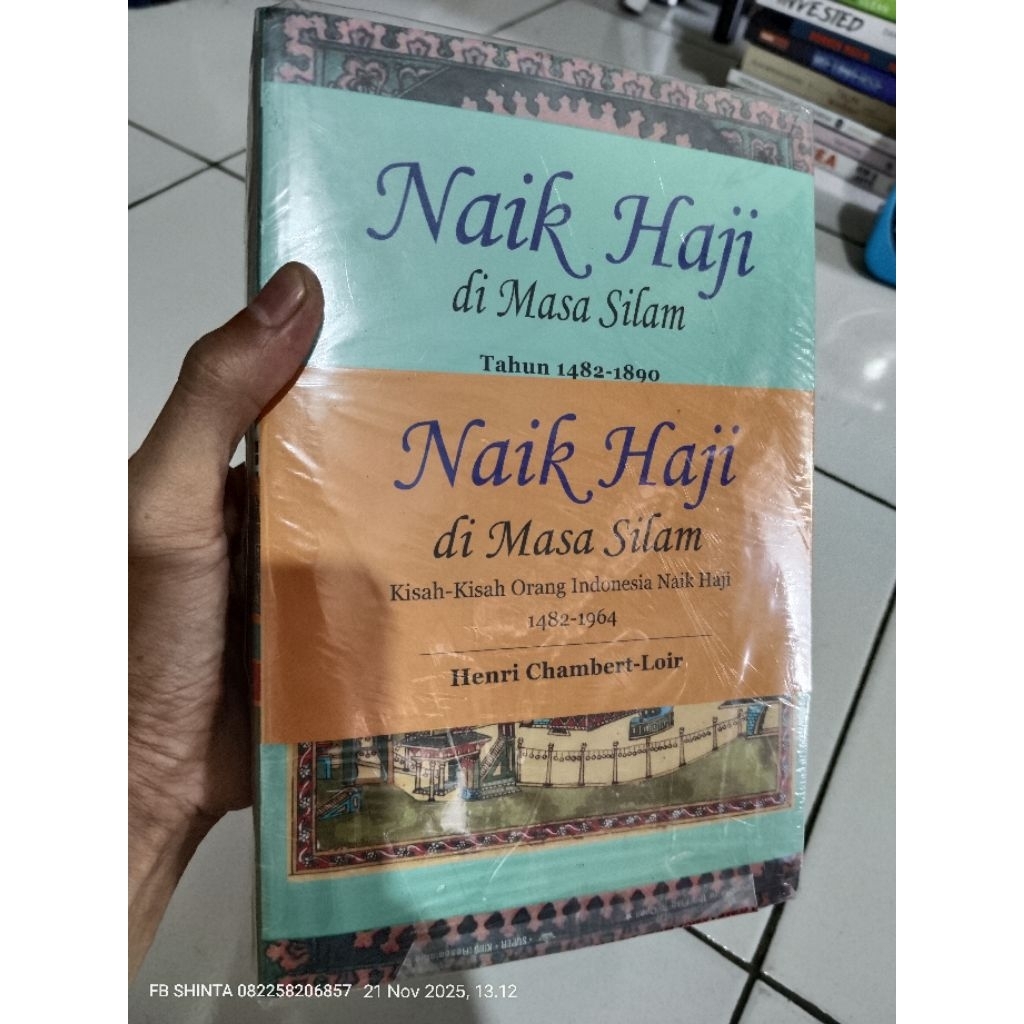 INVESTED
Naik Haji
di Masa Silam
Tahun 1482-1890
Naik Haji
di Masa Silam
Kisah-Kisah Orang Indonesia Naik Haji
1482-1964
Henri Chambert-Loir
FB SHINTA 082258206857 21 Nov 2025, 13.12